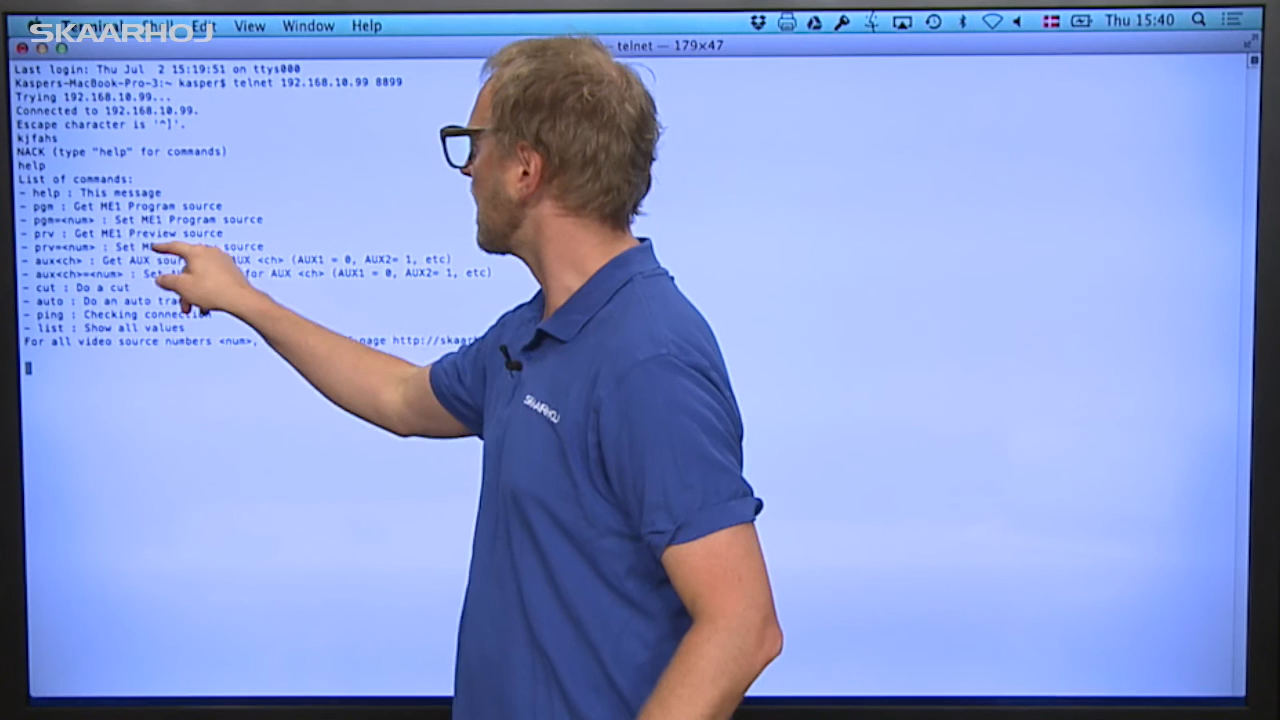 SKAARHOJ
Terminal Shell Edit View Window Help
Thu 15:40
telnet — 179×47
Last login: Thu Jul 2 15:19:51 on ttys000
Kaspers-MacBook-Pro-3:~ kasper$ telnet 192.168.10.99 8899
Trying 192.168.10.99...
Connected to 192.168.10.99.
Escape character is '^]'.
kjfahs
NACK (type "help" for commands)
help
List of commands:
- help : This message
- pgm : Get ME1 Program source
- pgm=<num> : Set ME1 Program source
- prv : Get ME1 Preview source
- prv=<num> : Set source
- aux<ch> : Get AUX AUX <ch> (AUX1 = 0, AUX2= 1, etc)
- aux<ch>=<num> : Set for AUX <ch> (AUX1 = 0, AUX2= 1, etc)
- cut : Do a cut
- auto : Do an auto
- ping : Checking connection
- list : Show all values
For all video source numbers <num>, page http://skaar
SKAARHOJ